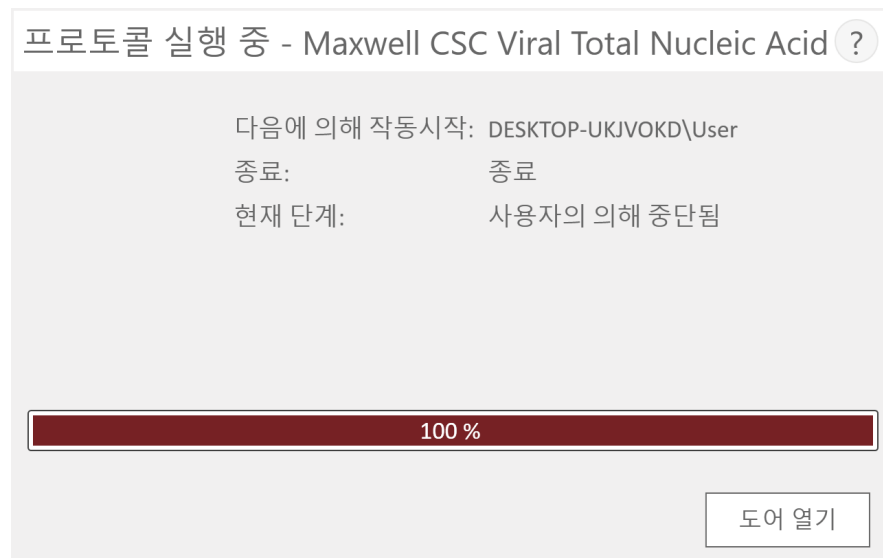 프로토콜 실행 중 - Maxwell CSC Viral Total Nucleic Acid ?
다음에 의해 작동시작: DESKTOP-UKJVOKD\User
종료: 종료
현재 단계: 사용자의 의해 중단됨
100 %
도어 열기